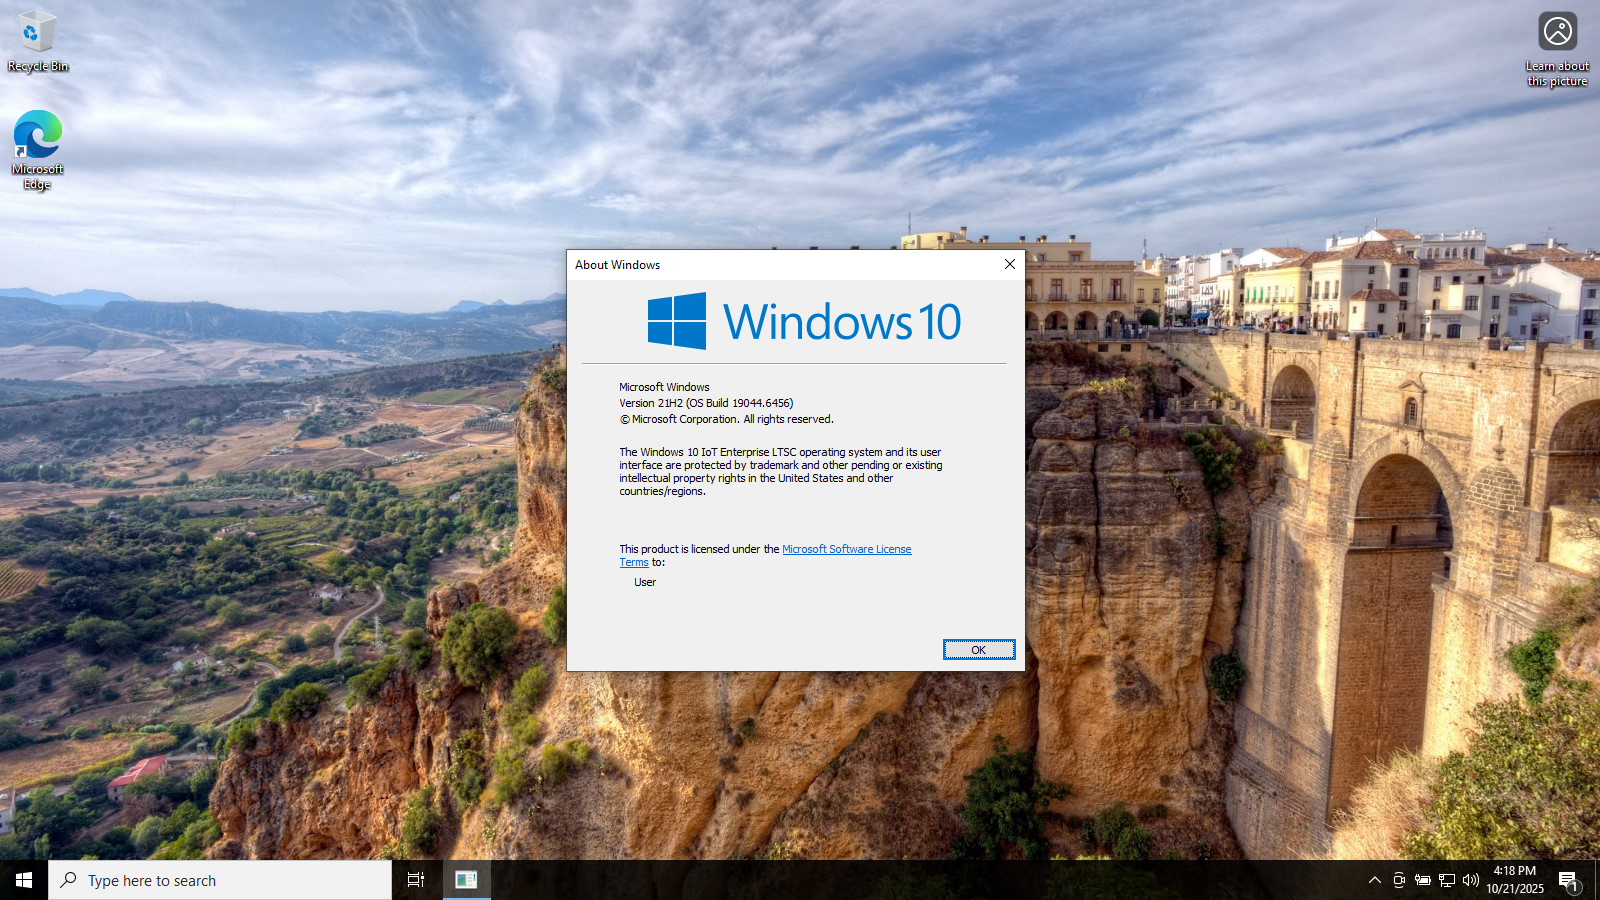 Recycle Bin
Microsoft
Edge
Learn about
this picture
About Windows
Windows 10
Microsoft Windows
Version 21H2 (OS Build 19044.6456)
© Microsoft Corporation. All rights reserved.
The Windows 10 IoT Enterprise LTSC operating system and its user
interface are protected by trademark and other pending or existing
intellectual property rights in the United States and other
countries/regions.
This product is licensed under the Microsoft Software License
Terms to:
User
OK
Type here to search
4:18 PM
10/21/2025
1